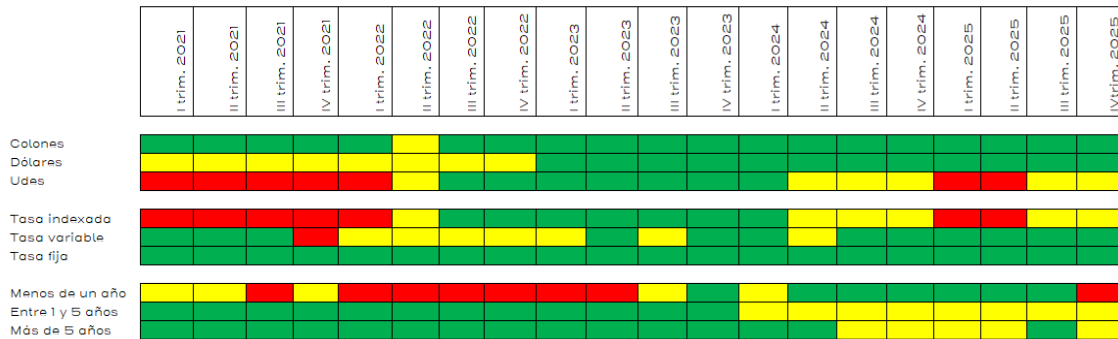 I trim. 2021
II trim. 2021
III trim. 2021
IV trim. 2021
I trim. 2022
II trim. 2022
III trim. 2022
IV trim. 2022
I trim. 2023
II trim. 2023
III trim. 2023
IV trim. 2023
I trim. 2024
II trim. 2024
III trim. 2024
IV trim. 2024
I trim. 2025
II trim. 2025
III trim. 2025
IVtrim. 2025
Colones
Dólares
Udes
Tasa indexada
Tasa variable
Tasa fija
Menos de un año
Entre 1 y 5 años
Más de 5 años